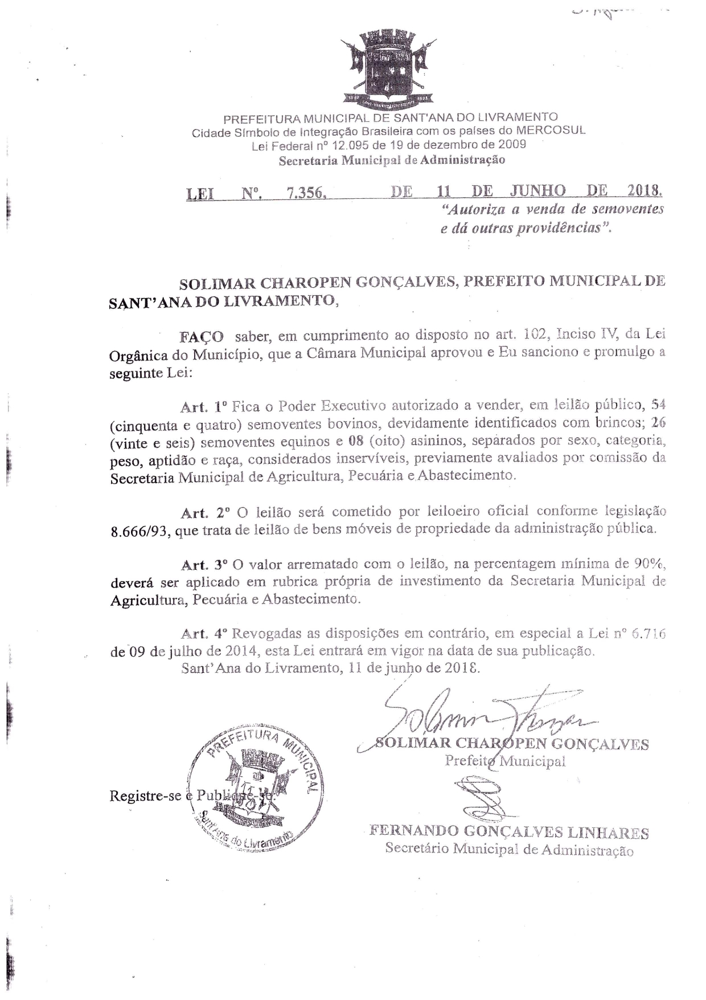 PREFEITURA MUNICIPAL DE SANT'ANA DO LIVRAMENTO
Cidade Símbolo de Integração Brasileira com os países do MERCOSUL
Lei Federal nº 12.095 de 19 de dezembro de 2009
Secretaria Municipal de Administração
LEI Nº. 7.356, DE 11 DE JUNHO DE 2018.
“Autoriza a venda de semoventes
e dá outras providências”.
SOLIMAR CHAROPEN GONÇALVES, PREFEITO MUNICIPAL DE
SANT’ANA DO LIVRAMENTO,
FAÇO saber, em cumprimento ao disposto no art. 102, Inciso IV, da Lei
Orgânica do Município, que a Câmara Municipal aprovou e Eu sanciono e promulgo a
seguinte Lei:
Art. 1º Fica o Poder Executivo autorizado a vender, em leilão público, 54
(cinquenta e quatro) semoventes bovinos, devidamente identificados com brincos; 26
(vinte e seis) semoventes equinos e 08 (oito) asininos, separados por sexo, categoria,
peso, aptidão e raça, considerados inservíveis, previamente avaliados por comissão da
Secretaria Municipal de Agricultura, Pecuária e Abastecimento.
Art. 2º O leilão será cometido por leiloeiro oficial conforme legislação
8.666/93, que trata de leilão de bens móveis de propriedade da administração pública.
Art. 3º O valor arrematado com o leilão, na percentagem mínima de 90%,
deverá ser aplicado em rubrica própria de investimento da Secretaria Municipal de
Agricultura, Pecuária e Abastecimento.
Art. 4º Revogadas as disposições em contrário, em especial a Lei nº 6.716
de 09 de julho de 2014, esta Lei entrará em vigor na data de sua publicação.
Sant’Ana do Livramento, 11 de junho de 2018.
SOLIMAR CHAROPEN GONÇALVES
Prefeito Municipal
PREFEITURA MUNICIPAL
Registre-se e Publique-se.
Sant'Ana do Livramento
FERNANDO GONÇALVES LINHARES
Secretário Municipal de Administração